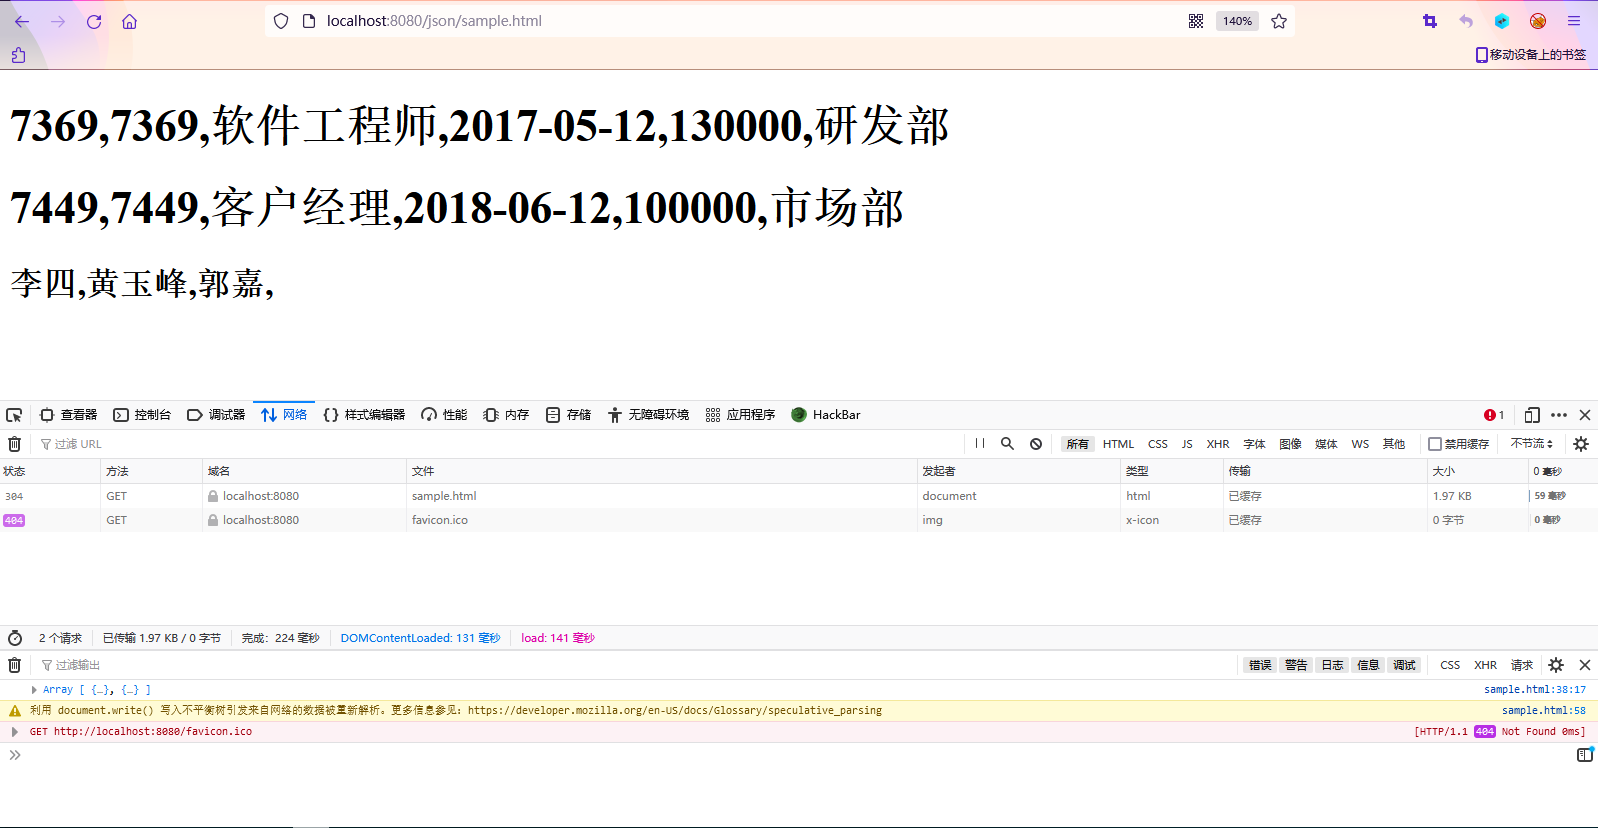 localhost:8080/json/sample.html
140%
移动设备上的书签
7369,7369,软件工程师,2017-05-12,130000,研发部
7449,7449,客户经理,2018-06-12,100000,市场部
李四,黄玉峰,郭嘉,
查看器 控制台 调试器 网络 样式编辑器 性能 内存 存储 无障碍环境 应用程序 HackBar 1
过滤 URL 所有 HTML CSS JS XHR 字体 图像 媒体 WS 其他 禁用缓存 不节流
状态 方法 域名 文件 发起者 类型 传输 大小 0 毫秒
304 GET localhost:8080 sample.html document html 已缓存 1.97 KB 59 毫秒
404 GET localhost:8080 favicon.ico img x-icon 已缓存 0 字节 0 毫秒
2 个请求 已传输 1.97 KB / 0 字节 完成：224 毫秒 DOMContentLoaded: 131 毫秒 load: 141 毫秒
过滤输出 错误 警告 日志 信息 调试 CSS XHR 请求
Array [ {…}, {…} ] sample.html:38:17
利用 document.write() 写入不平衡树引发来自网络的数据被重新解析。更多信息参见：https://developer.mozilla.org/en-US/docs/Glossary/speculative_parsing sample.html:58
GET http://localhost:8080/favicon.ico [HTTP/1.1 404 Not Found 0ms]